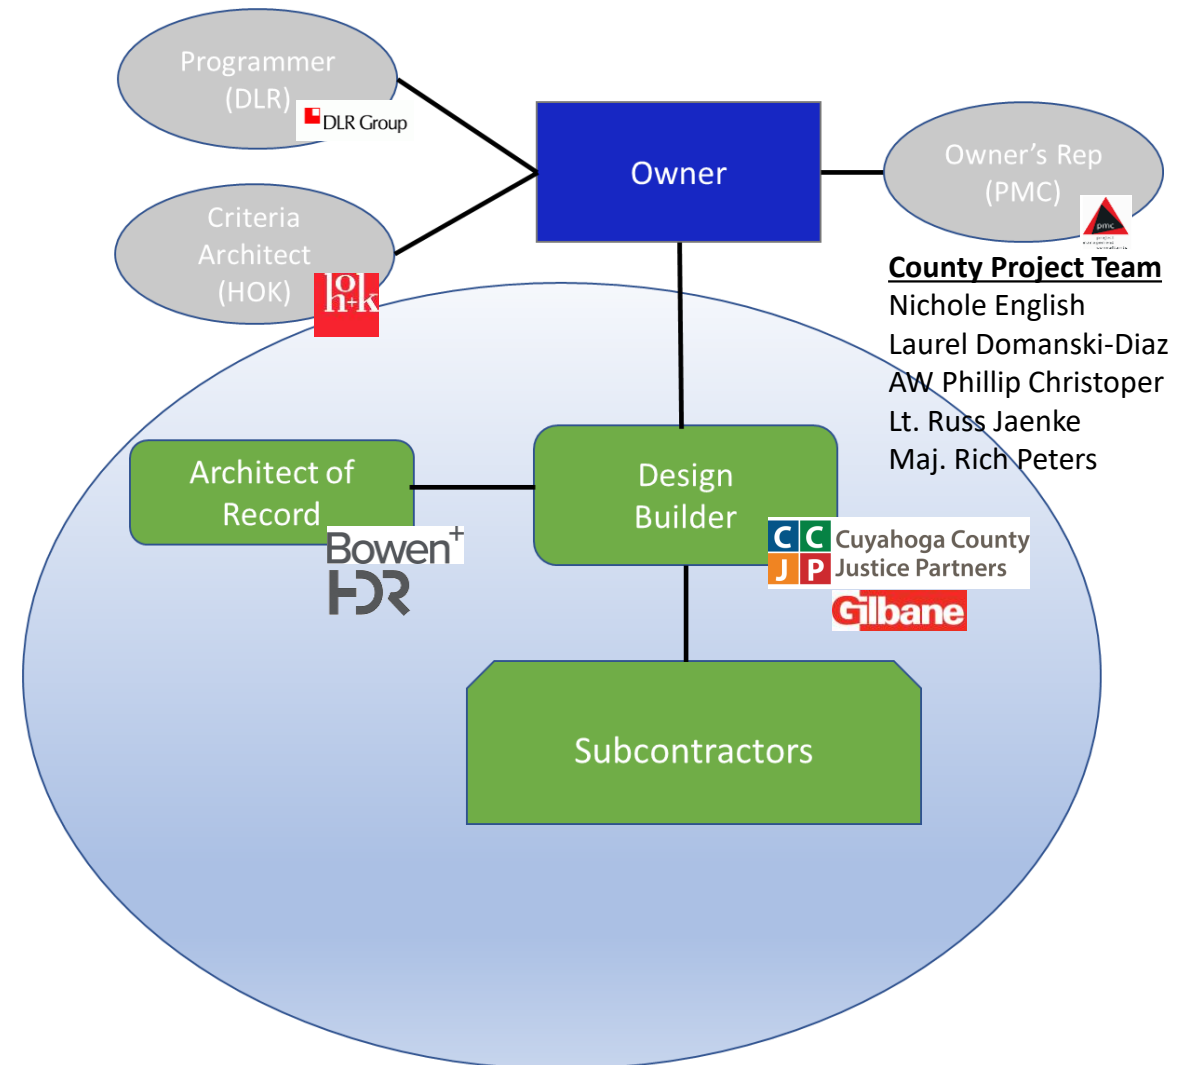 Programmer
(DLR)
DLR Group
Owner
Owner's Rep
(PMC)
pmc
Criteria
Architect
(HOK)
ho+k
County Project Team
Nichole English
Laurel Domanski-Diaz
AW Phillip Christoper
Lt. Russ Jaenke
Maj. Rich Peters
Architect of
Record
Bowen+
HDR
Design
Builder
C C Cuyahoga County
J P Justice Partners
Gilbane
Subcontractors